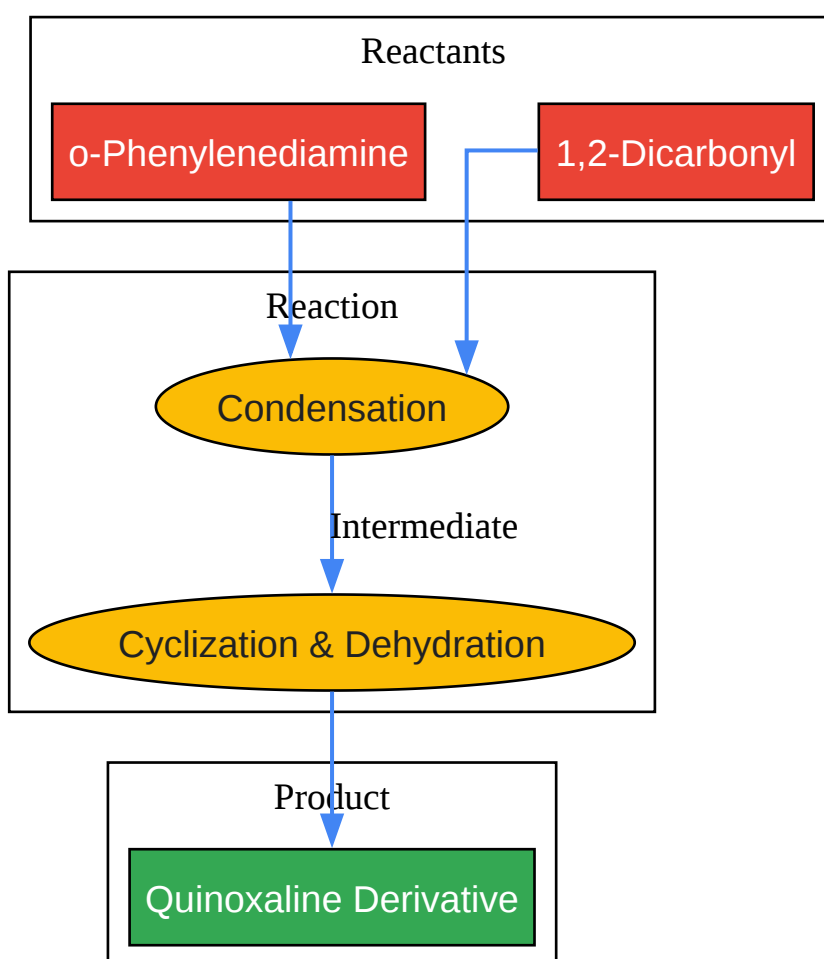 Reactants
o-Phenylenediamine
1,2-Dicarbonyl
Reaction
Condensation
Intermediate
Cyclization & Dehydration
Product
Quinoxaline Derivative